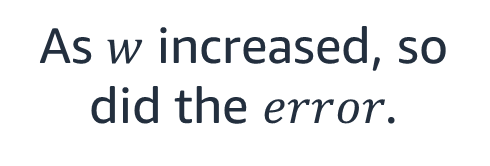 As w increased, so
did the error.